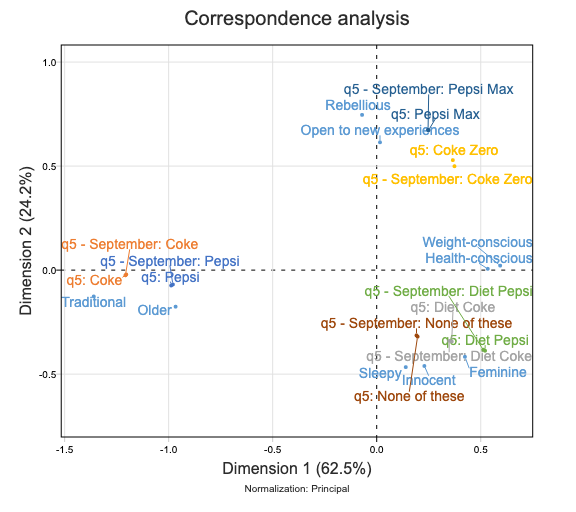 Correspondence analysis
Dimension 2 (24.2%)
1.0
0.5
0.0
-0.5
q5 - September: Pepsi Max
Rebellious
q5: Pepsi Max
Open to new experiences
q5: Coke Zero
q5 - September: Coke Zero
q5 - September: Coke
Weight-conscious
q5 - September: Pepsi
Health-conscious
q5: Coke
q5: Pepsi
q5 - September: Diet Pepsi
Traditional
Older
q5: Diet Coke
q5 - September: None of these
q5: Diet Pepsi
q5 - September: Diet Coke
Sleepy
Innocent
Feminine
q5: None of these
-1.5
-1.0
-0.5
0.0
0.5
Dimension 1 (62.5%)
Normalization: Principal